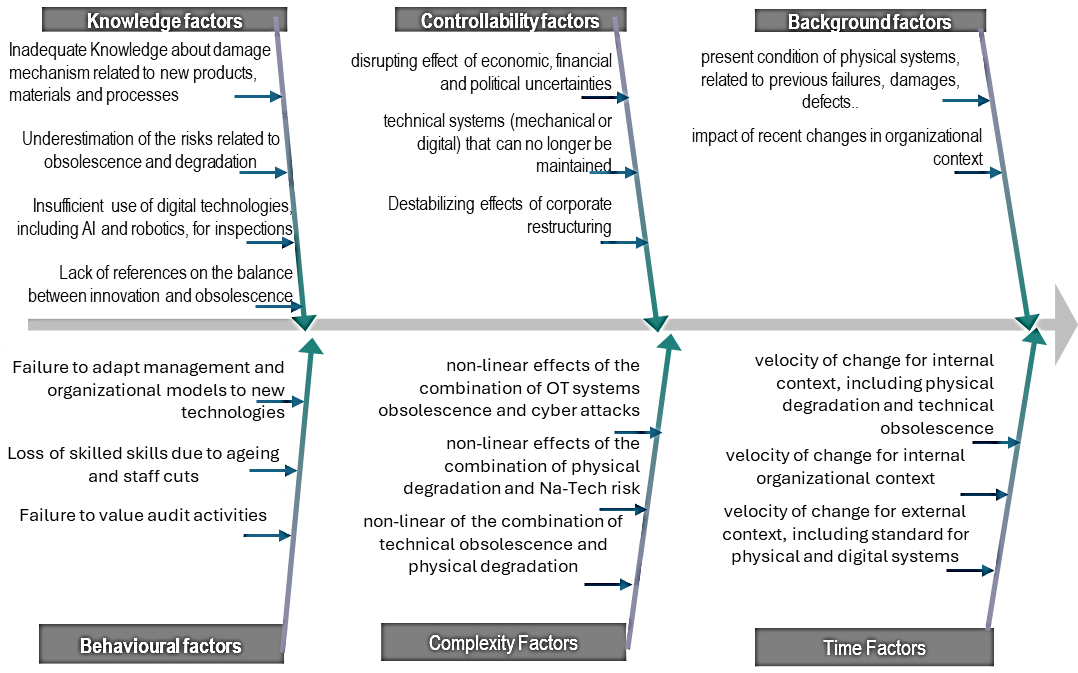 Knowledge factors
Inadequate Knowledge about damage
mechanism related to new products,
materials and processes
Underestimation of the risks related to
obsolescence and degradation
Insufficient use of digital technologies,
including AI and robotics, for inspections
Lack of references on the balance
between innovation and obsolescence
Controllability factors
disrupting effect of economic, financial
and political uncertainties
technical systems (mechanical or
digital) that can no longer be
maintained
Destabilizing effects of corporate
restructuring
Background factors
present condition of physical systems,
related to previous failures, damages,
defects..
impact of recent changes in organizational
context
Failure to adapt management and
organizational models to new
technologies
Loss of skilled skills due to ageing
and staff cuts
Failure to value audit activities
Behavioural factors
non-linear effects of the
combination of OT systems
obsolescence and cyber attacks
non-linear effects of the
combination of physical
degradation and Na-Tech risk
non-linear of the combination of
technical obsolescence and
physical degradation
Complexity Factors
velocity of change for internal
context, including physical
degradation and technical
obsolescence
velocity of change for internal
organizational context
velocity of change for external
context, including standard for
physical and digital systems
Time Factors